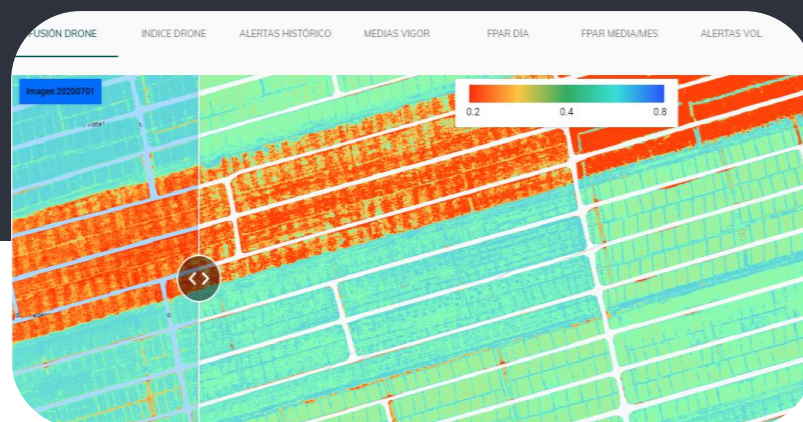 FUSIÓN DRONE
INDICE DRONE
ALERTAS HISTÓRICO
MEDIAS VIGOR
FPAR DÍA
FPAR MEDIA/MES
ALERTAS VOL
Imagen 20200701
0.2
0.4
0.8